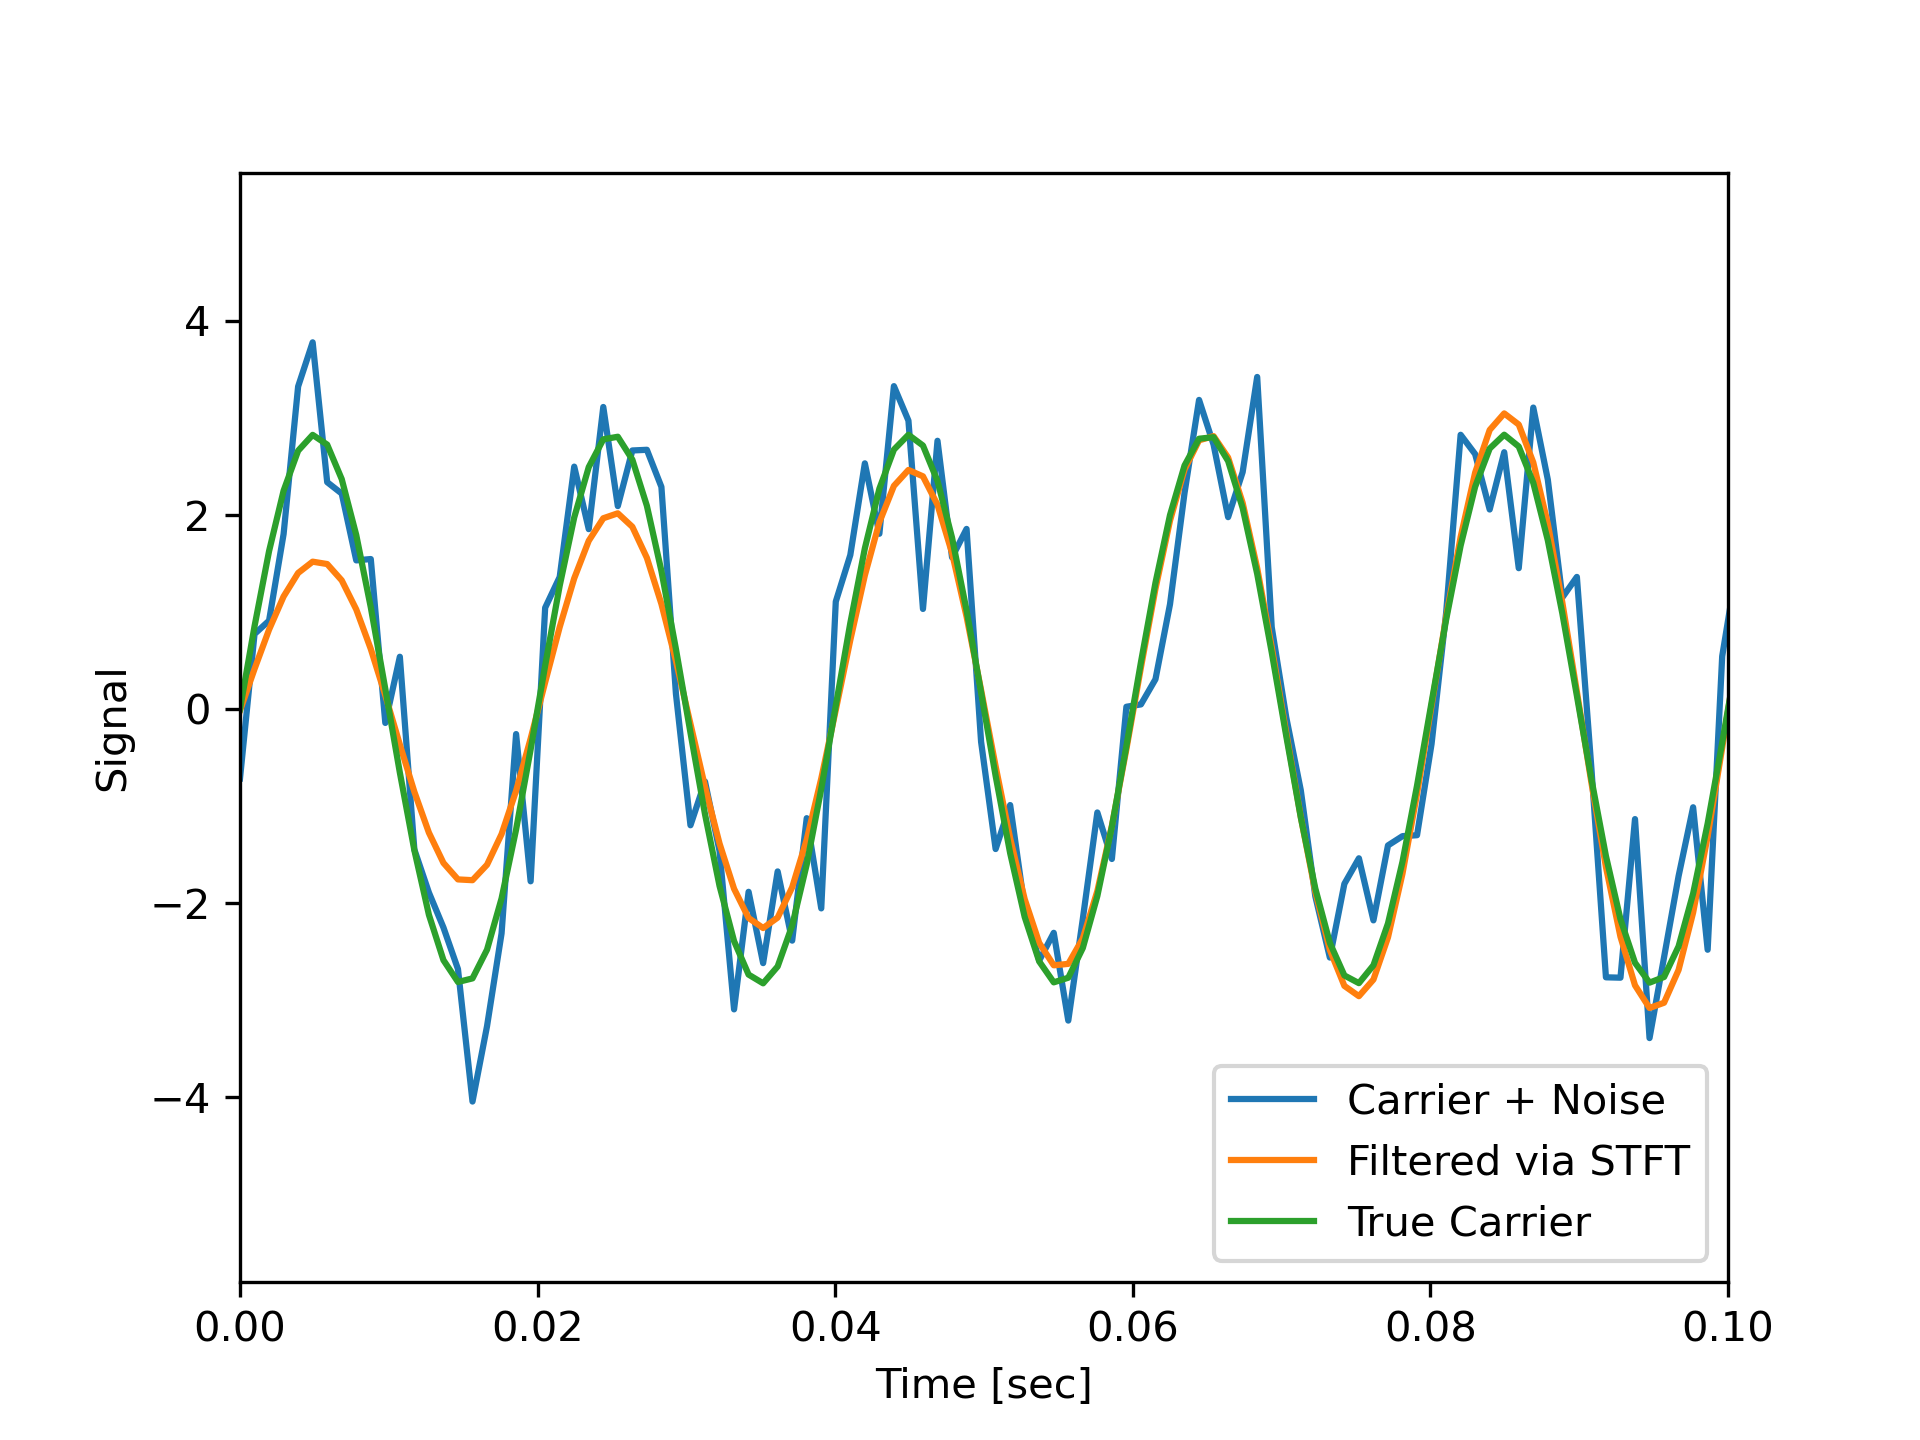 4
2
0
−2
−4
Signal
0.00 0.02 0.04 0.06 0.08 0.10
Time [sec]
Carrier + Noise
Filtered via STFT
True Carrier